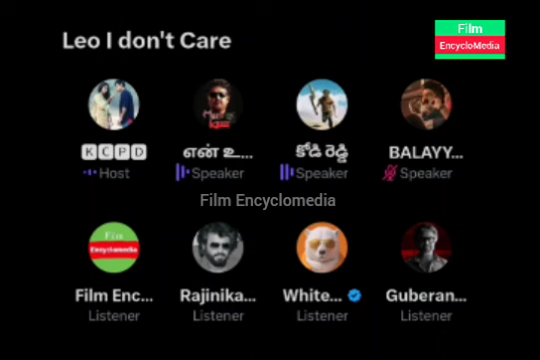 Leo I don't Care
Film
EncycloMedia
KCPD
என் உ...
కోడి రెడ్డి
BALAYY...
Host
Speaker
Speaker
Speaker
Film Encyclomedia
Film
Encyclomedia
Film Enc...
Rajinika...
White...
Guberan...
Listener
Listener
Listener
Listener